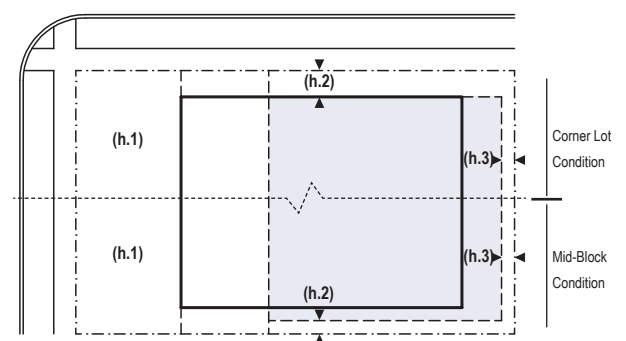 (h.2)
(h.1)
(h.3)
Corner Lot
Condition
(h.1)
(h.3)
Mid-Block
Condition
(h.2)